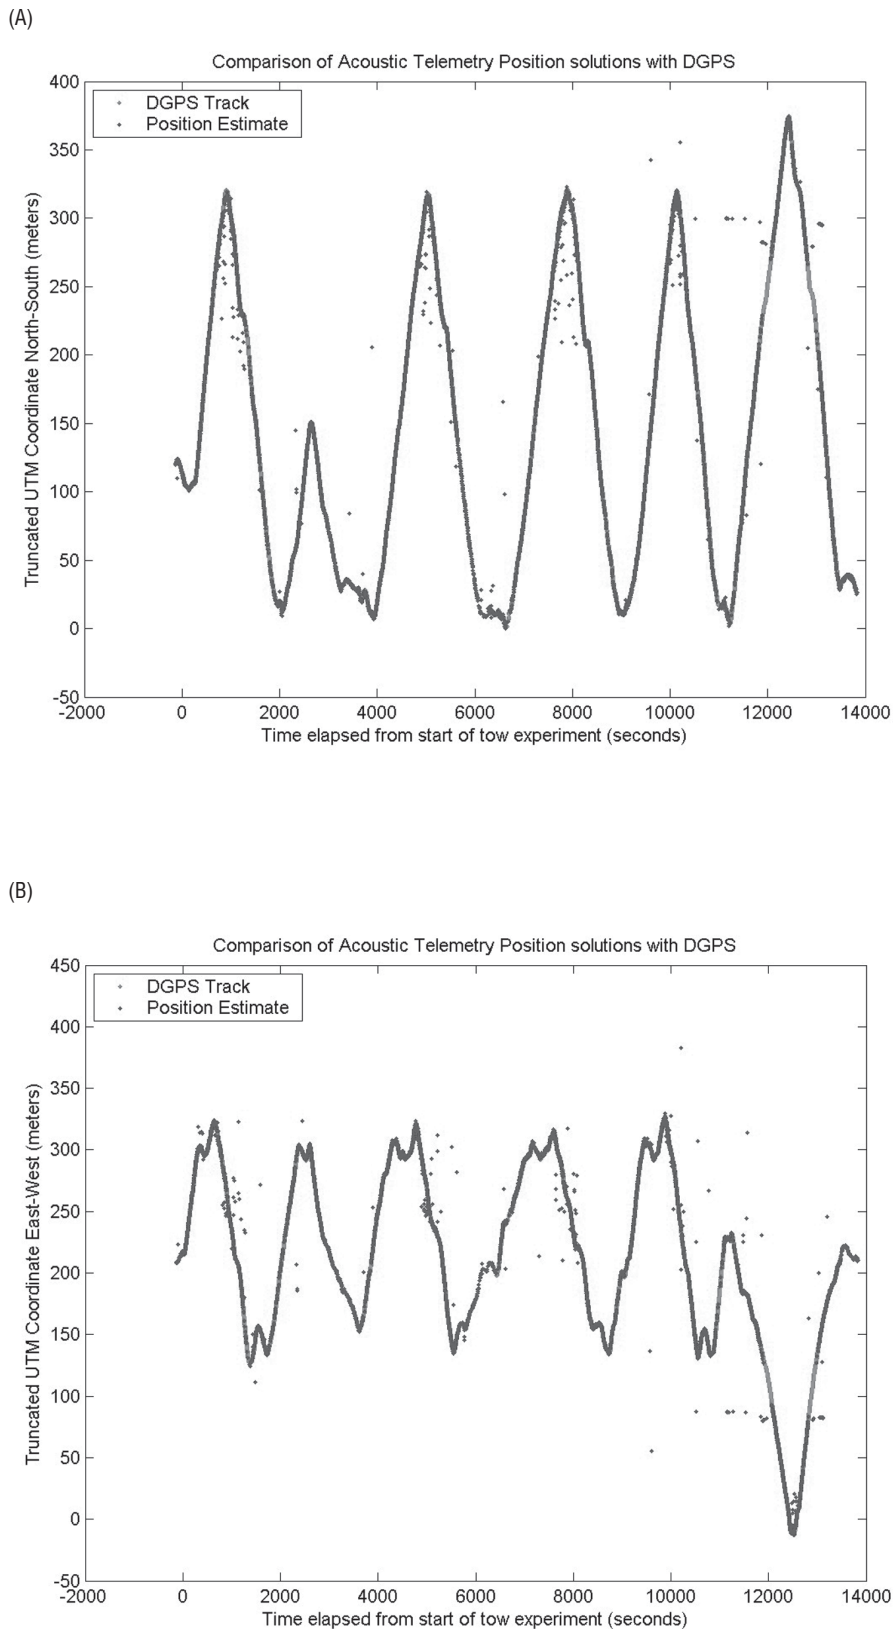 (A)
Comparison of Acoustic Telemetry Position solutions with DGPS
400
DGPS Track
Position Estimate
350
300
250
200
150
100
50
0
-50
Truncated UTM Coordinate North-South (meters)
-2000 0 2000 4000 6000 8000 10000 12000 14000
Time elapsed from start of tow experiment (seconds)
(B)
Comparison of Acoustic Telemetry Position solutions with DGPS
450
DGPS Track
Position Estimate
400
350
300
250
200
150
100
50
0
-50
Truncated UTM Coordinate East-West (meters)
-2000 0 2000 4000 6000 8000 10000 12000 14000
Time elapsed from start of tow experiment (seconds)